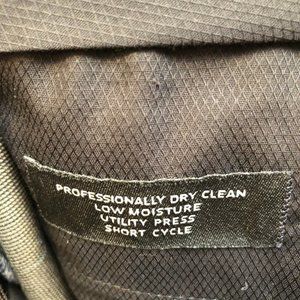 PROFESSIONALLY DRY CLEAN
LOW MOISTURE
UTILITY PRESS
SHORT CYCLE